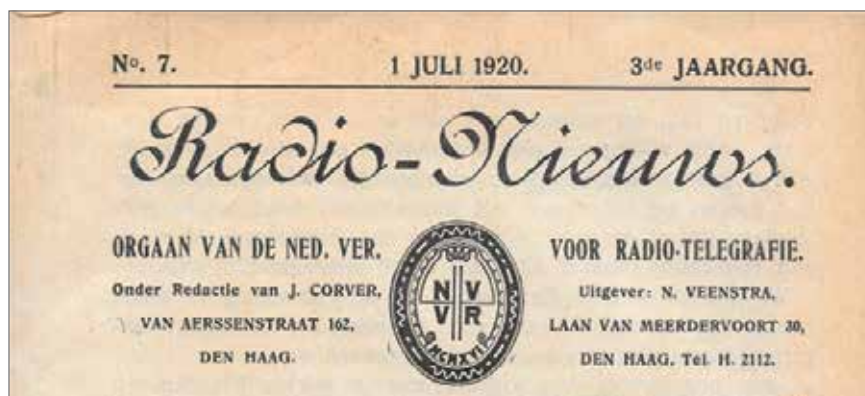 No. 7. 1 JULI 1920. 3de JAARGANG.
Radio-Nieuws.
ORGAAN VAN DE NED. VER. VOOR RADIO-TELEGRAFIE.
Onder Redactie van J. CORVER,
VAN AERSSENSTRAAT 162,
DEN HAAG.
N V
V R
MCMXVI
Uitgever: N. VEENSTRA,
LAAN VAN MEERDERVOORT 30,
DEN HAAG. Tel. H. 2112.